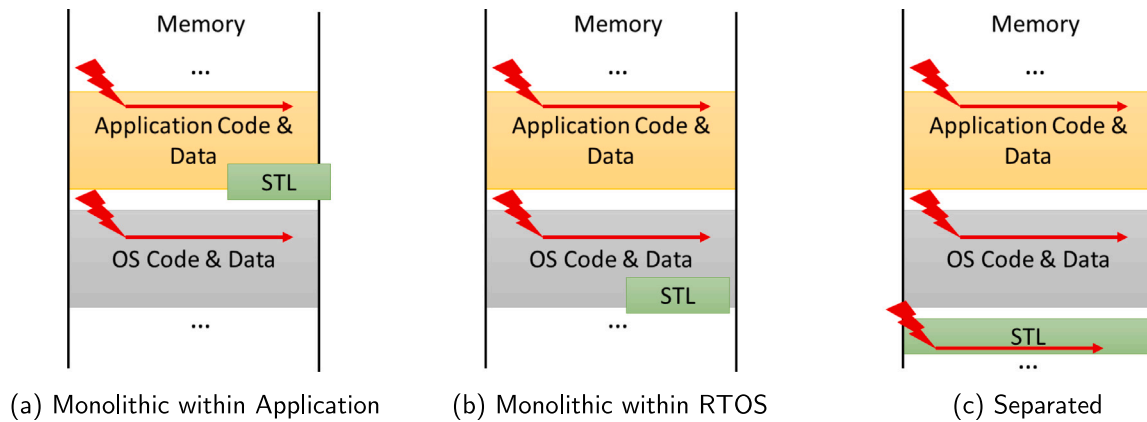 Memory
...
Application Code &
Data
STL
OS Code & Data
...
(a) Monolithic within Application
Memory
...
Application Code &
Data
OS Code & Data
STL
...
(b) Monolithic within RTOS
Memory
...
Application Code &
Data
OS Code & Data
STL
...
(c) Separated